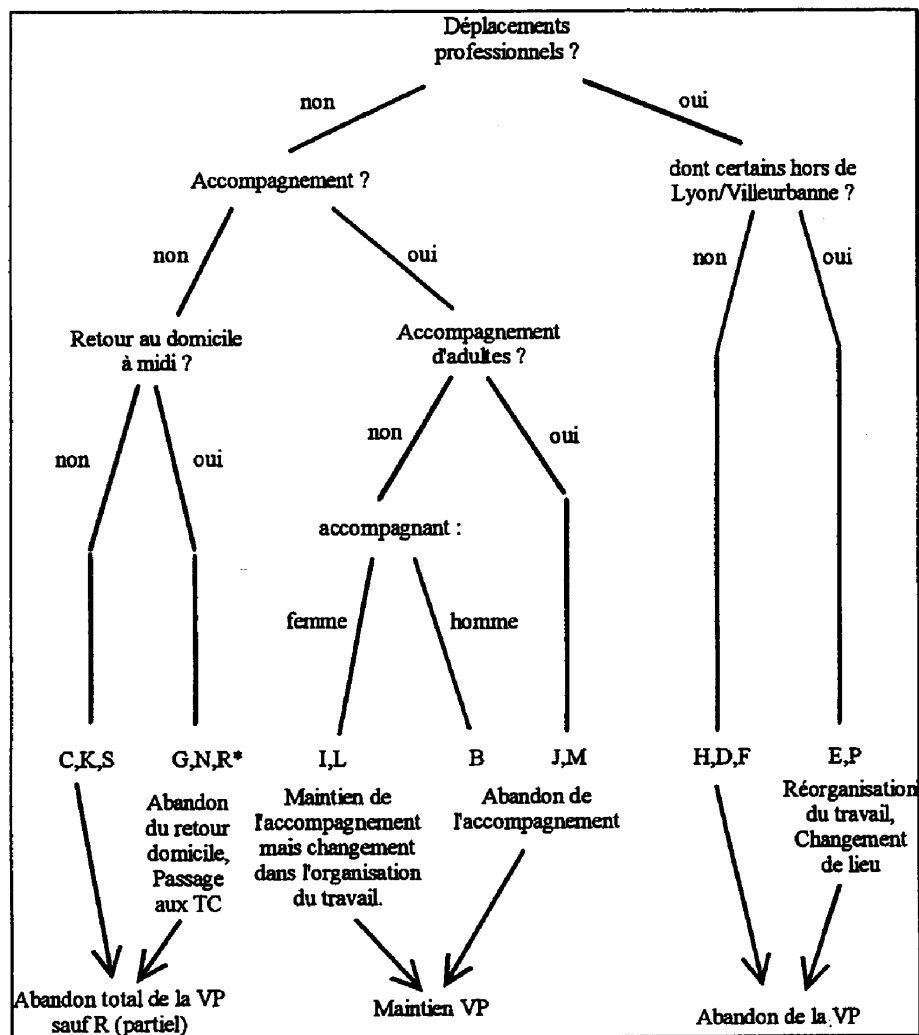 Déplacements
professionnels ?
non
oui
Accompagnement ?
dont certains hors de
Lyon/Villeurbanne ?
non
oui
non
oui
Retour au domicile
à midi ?
Accompagnement
d'adultes ?
non
oui
non
oui
accompagnant :
femme
homme
C,K,S
G,N,R*
I,L
B
J,M
H,D,F
E,P
Abandon
du retour
domicile,
Passage
aux TC
Maintien de
l'accompagnement
mais changement
dans l'organisation
du travail.
Abandon de
l'accompagnement
Réorganisation
du travail,
Changement
de lieu
Abandon total de la VP
sauf R (partiel)
Maintien VP
Abandon de la VP